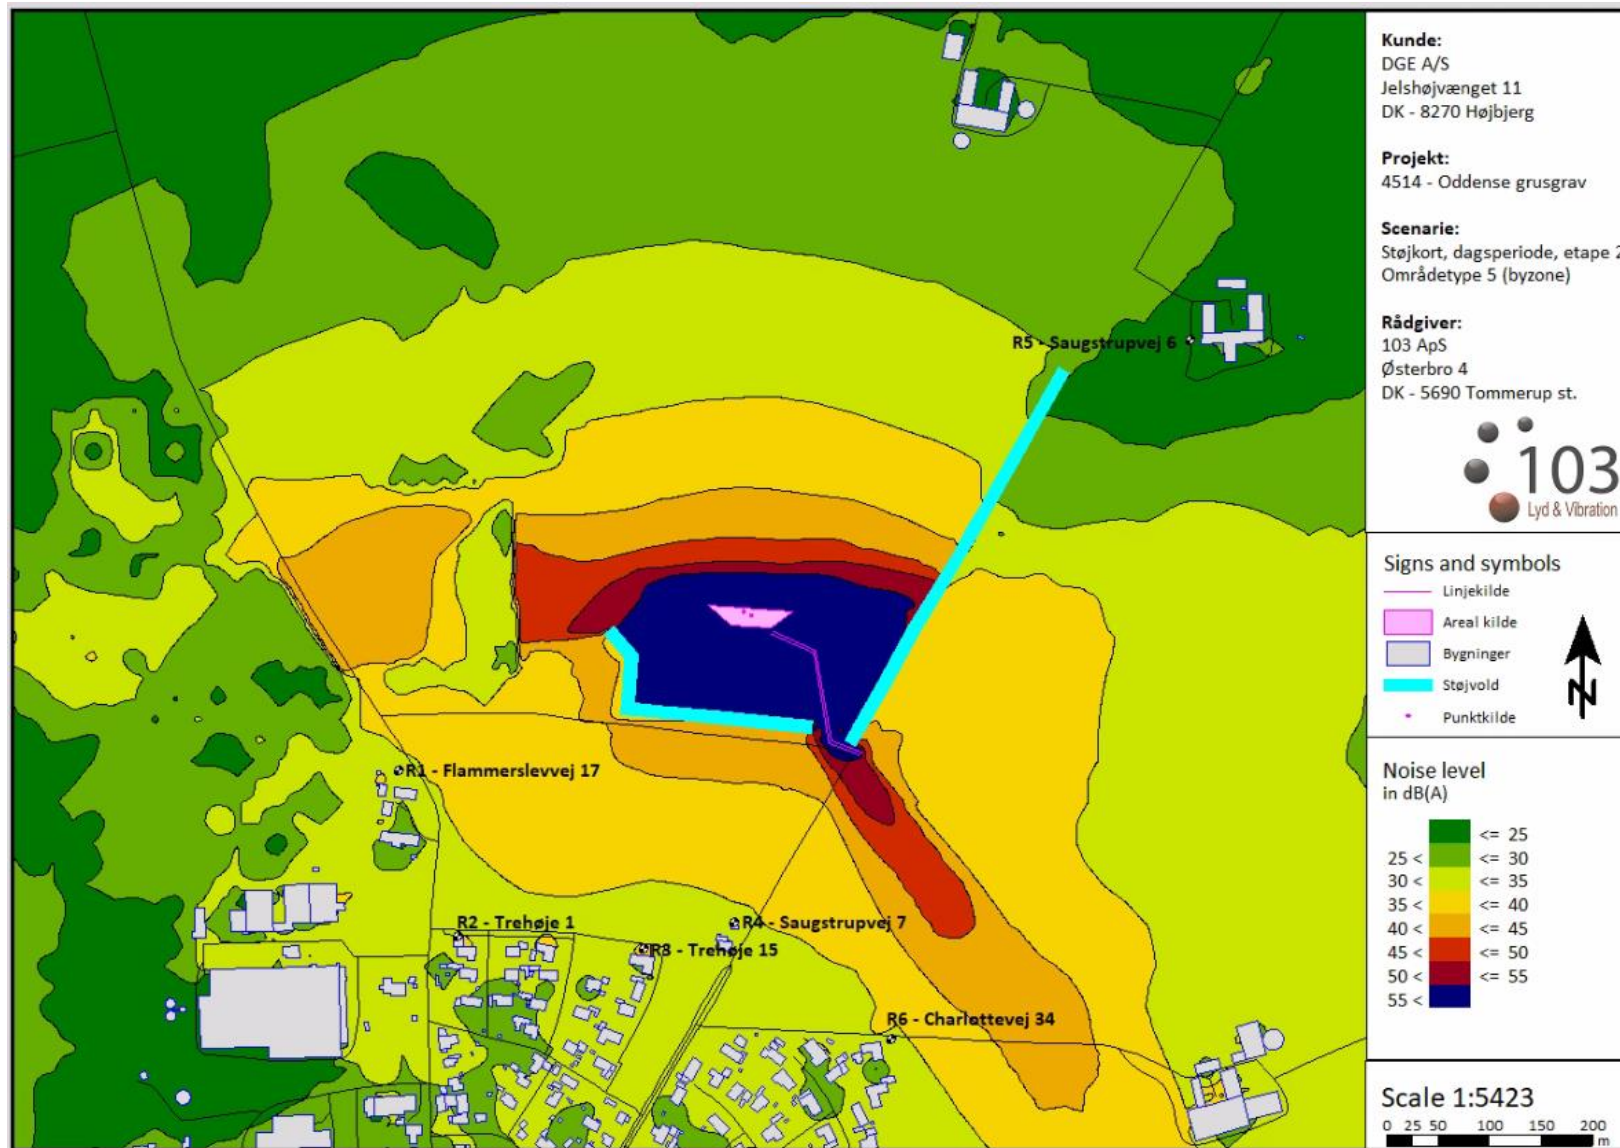 Kunde:
DGE A/S
Jelshøjvænget 11
DK - 8270 Højbjerg
Projekt:
4514 - Oddense grusgrav
Scenarie:
Støjkort, dagsperiode, etape 2
Områdetype 5 (byzone)
Rådgiver:
103 ApS
Østerbro 4
DK - 5690 Tommerup st.
103
Lyd & Vibration
Signs and symbols
Linjekilde
Areal kilde
Bygninger
Støjvold
Punktkilde
N
Noise level
in dB(A)
<= 25
25 < <= 30
30 < <= 35
35 < <= 40
40 < <= 45
45 < <= 50
50 < <= 55
55 <
Scale 1:5423
0 25 50 100 150 200
m
R5 - Saugstrupvej 6
R1 - Flammerslevvej 17
R2 - Trehøje 1
R4 - Saugstrupvej 7
R3 - Trehøje 15
R6 - Charlottevej 34